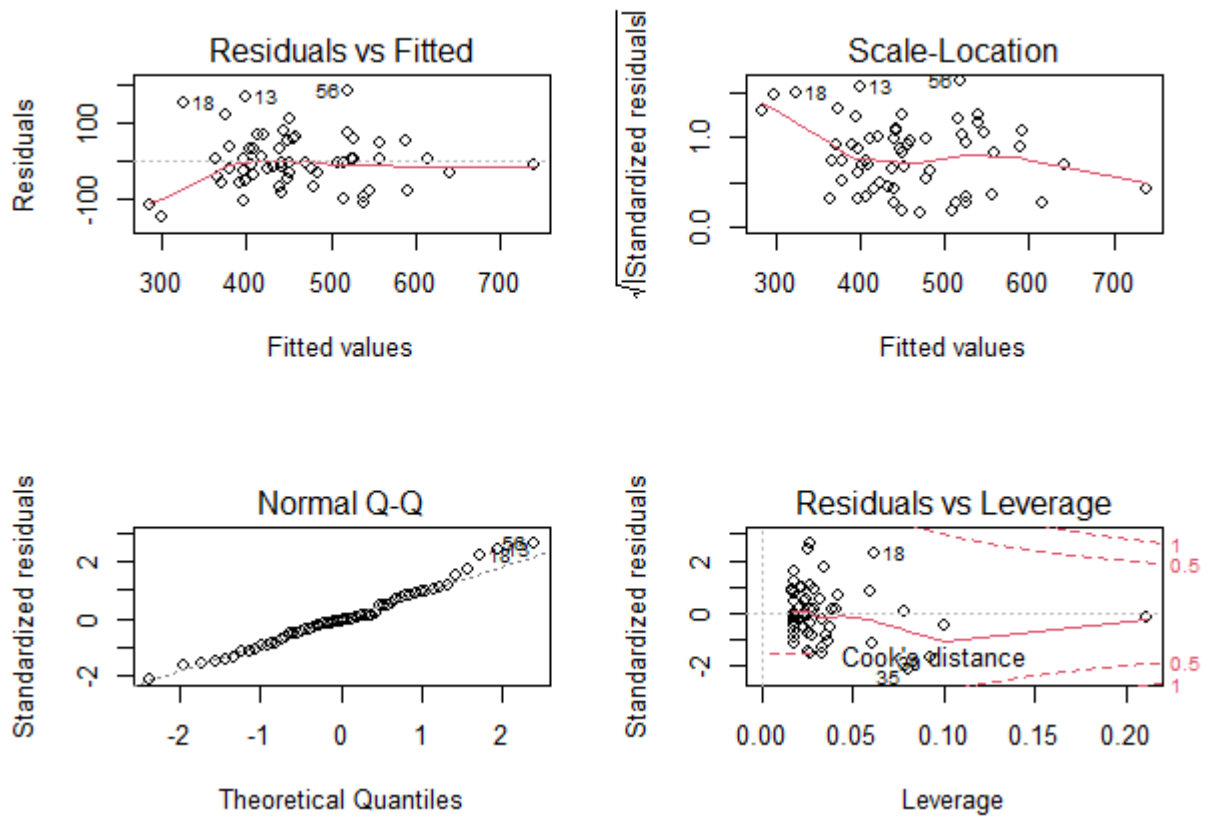 Residuals vs Fitted
Residuals
100
-100
18
13
56
300 400 500 600 700
Fitted values
Scale-Location
√|Standardized residuals|
1.0
0.0
18
13
56
300 400 500 600 700
Fitted values
Normal Q-Q
Standardized residuals
2
0
-2
56
18
13
-2 -1 0 1 2
Theoretical Quantiles
Residuals vs Leverage
Standardized residuals
2
0
-2
18
35
Cook's distance
1
0.5
0.5
1
0.00 0.05 0.10 0.15 0.20
Leverage